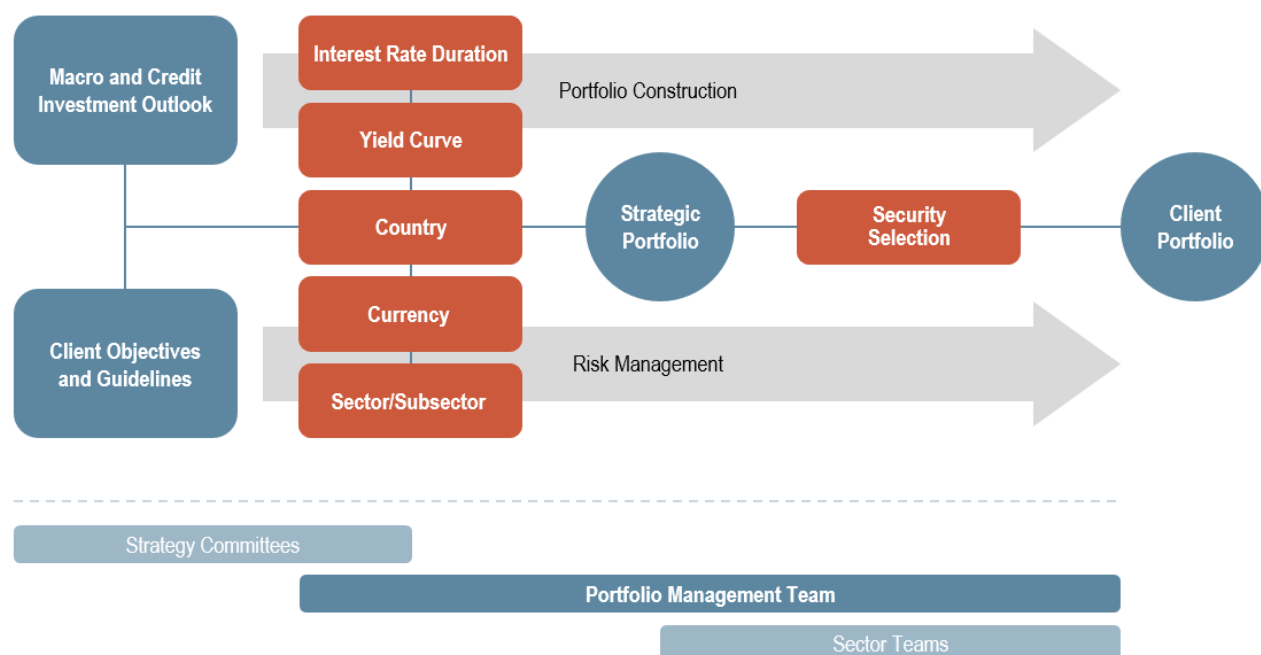 Macro and Credit
Investment Outlook
Interest Rate Duration
Portfolio Construction
Yield Curve
Country
Strategic
Portfolio
Security
Selection
Client
Portfolio
Currency
Client Objectives
and Guidelines
Risk Management
Sector/Subsector
Strategy Committees
Portfolio Management Team
Sector Teams